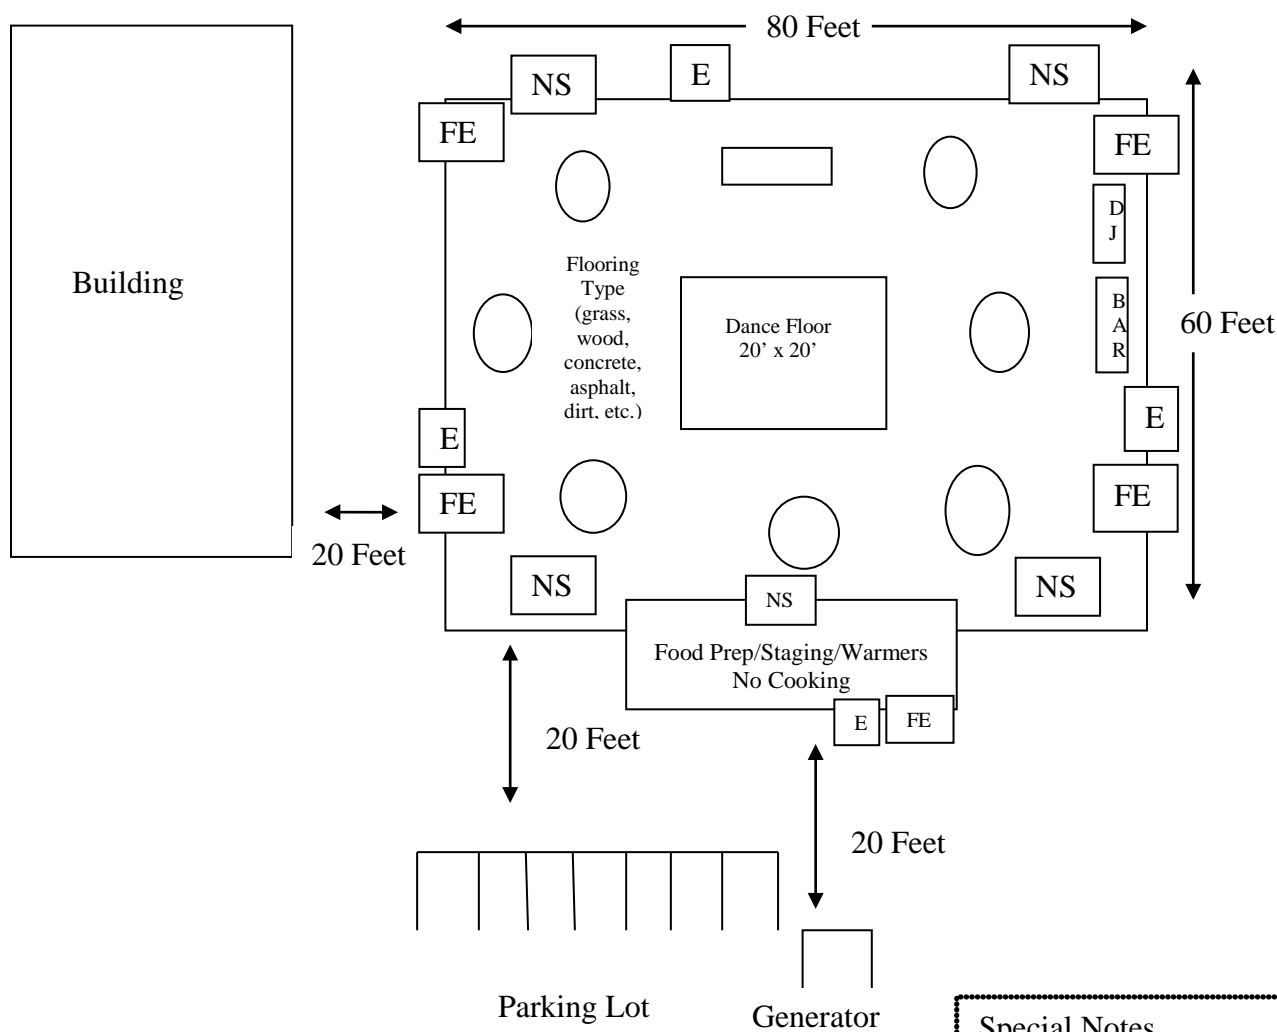 80 Feet
NS
E
NS
FE
FE
D
J
Building
Flooring
Type
(grass,
wood,
concrete,
asphalt,
dirt, etc.)
Dance Floor
20’ x 20’
B
A
R
60 Feet
E
E
FE
FE
20 Feet
NS
NS
NS
Food Prep/Staging/Warmers
No Cooking
E
FE
20 Feet
20 Feet
Parking Lot
Generator
Special Notes